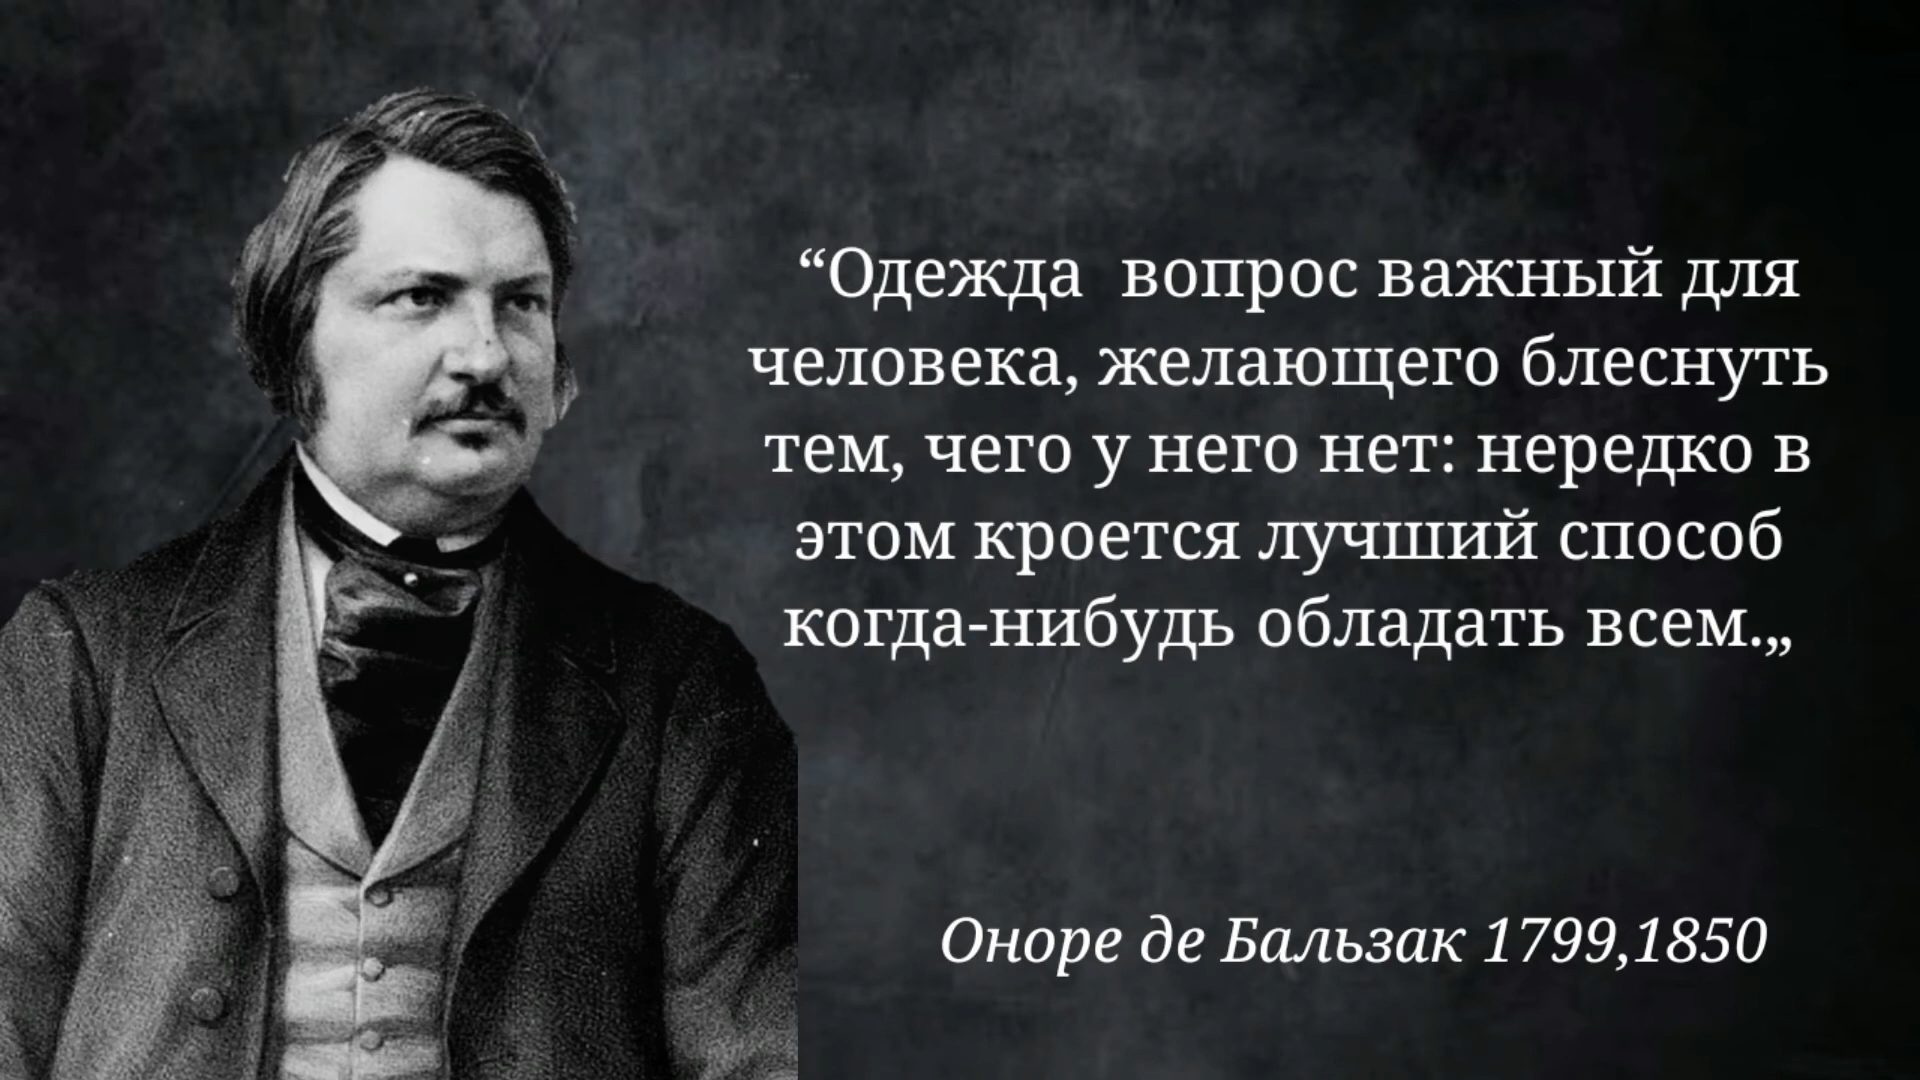 “Одежда  вопрос важный для
человека, желающего блеснуть
тем, чего у него нет: нередко в
этом кроется лучший способ
когда-нибудь обладать всем.„
Оноре де Бальзак 1799,1850